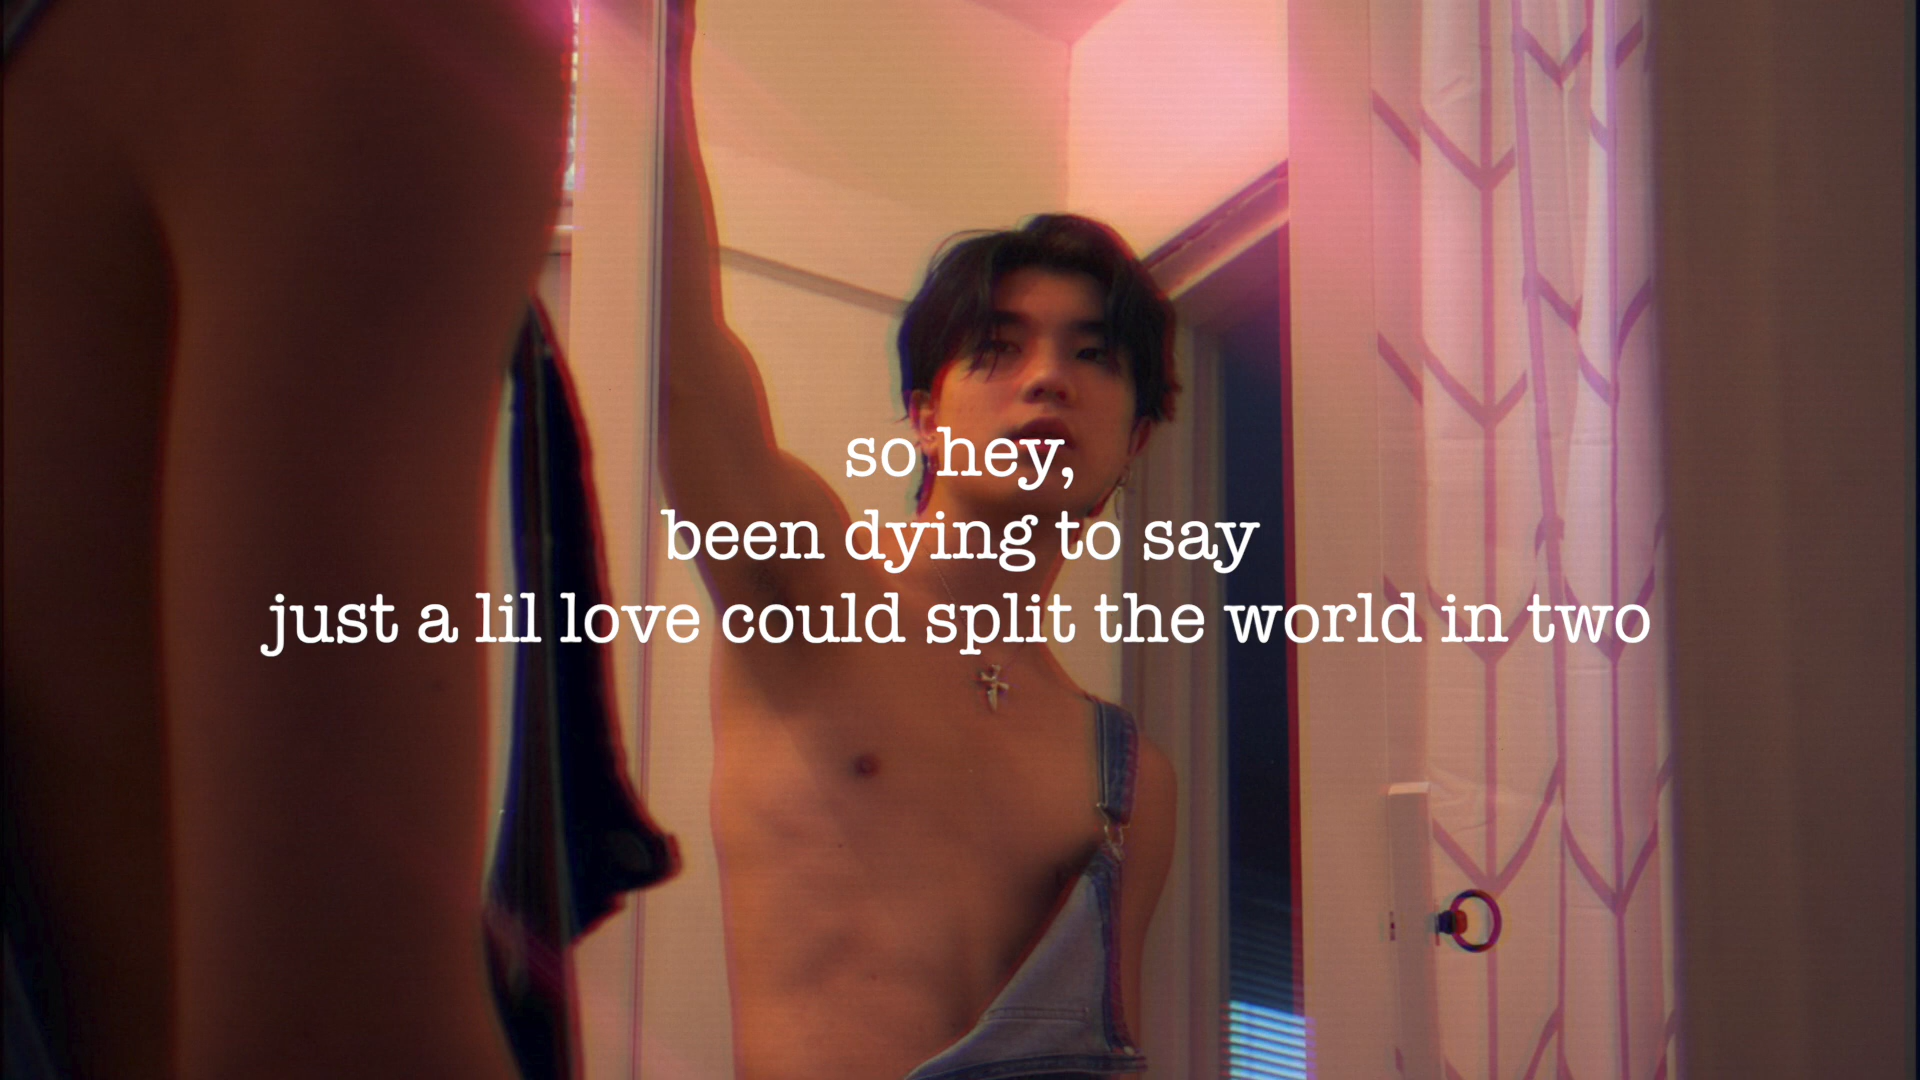 so hey,
been dying to say
just a lil love could split the world in two